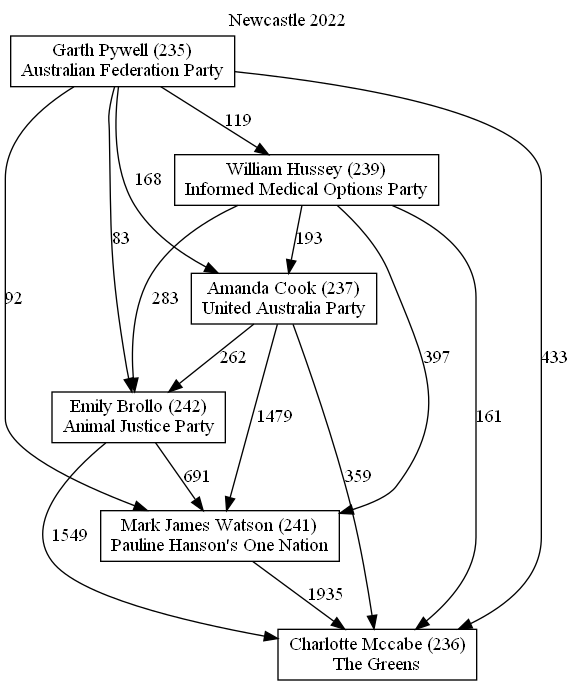 Newcastle 2022
Garth Pywell (235)
Australian Federation Party
119
William Hussey (239)
Informed Medical Options Party
168
83
193
92
283
Amanda Cook (237)
United Australia Party
262
397
433
Emily Brollo (242)
Animal Justice Party
1479
161
691
359
Mark James Watson (241)
Pauline Hanson's One Nation
1549
1935
Charlotte Mccabe (236)
The Greens